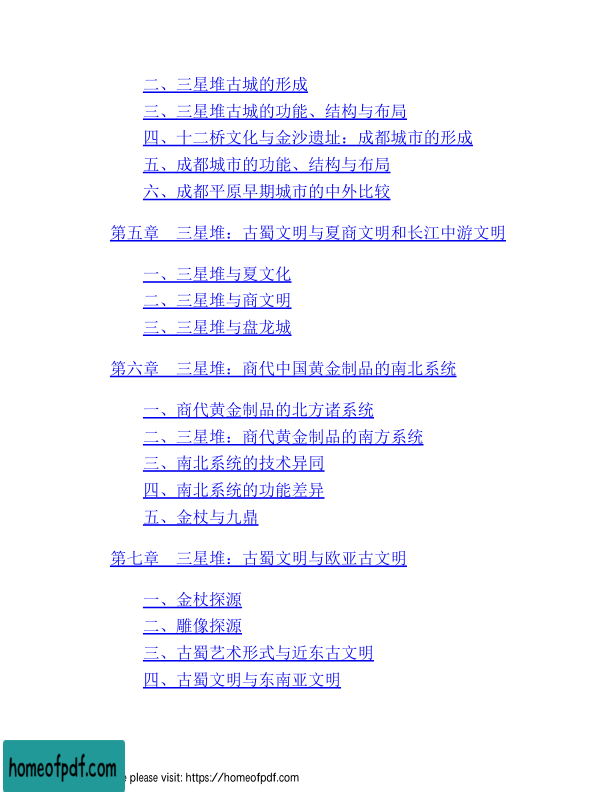 二、三星堆古城的形成
三、三星堆古城的功能、结构与布局
四、十二桥文化与金沙遗址：成都城市的形成
五、成都城市的功能、结构与布局
六、成都平原早期城市的中外比较
第五章　三星堆：古蜀文明与夏商文明和长江中游文明
一、三星堆与夏文化
二、三星堆与商文明
三、三星堆与盘龙城
第六章　三星堆：商代中国黄金制品的南北系统
一、商代黄金制品的北方诸系统
二、三星堆：商代黄金制品的南方系统
三、南北系统的技术异同
四、南北系统的功能差异
五、金杖与九鼎
第七章　三星堆：古蜀文明与欧亚古文明
一、金杖探源
二、雕像探源
三、古蜀艺术形式与近东古文明
四、古蜀文明与东南亚文明
homeofpdf.com
please visit: https://homeofpdf.com